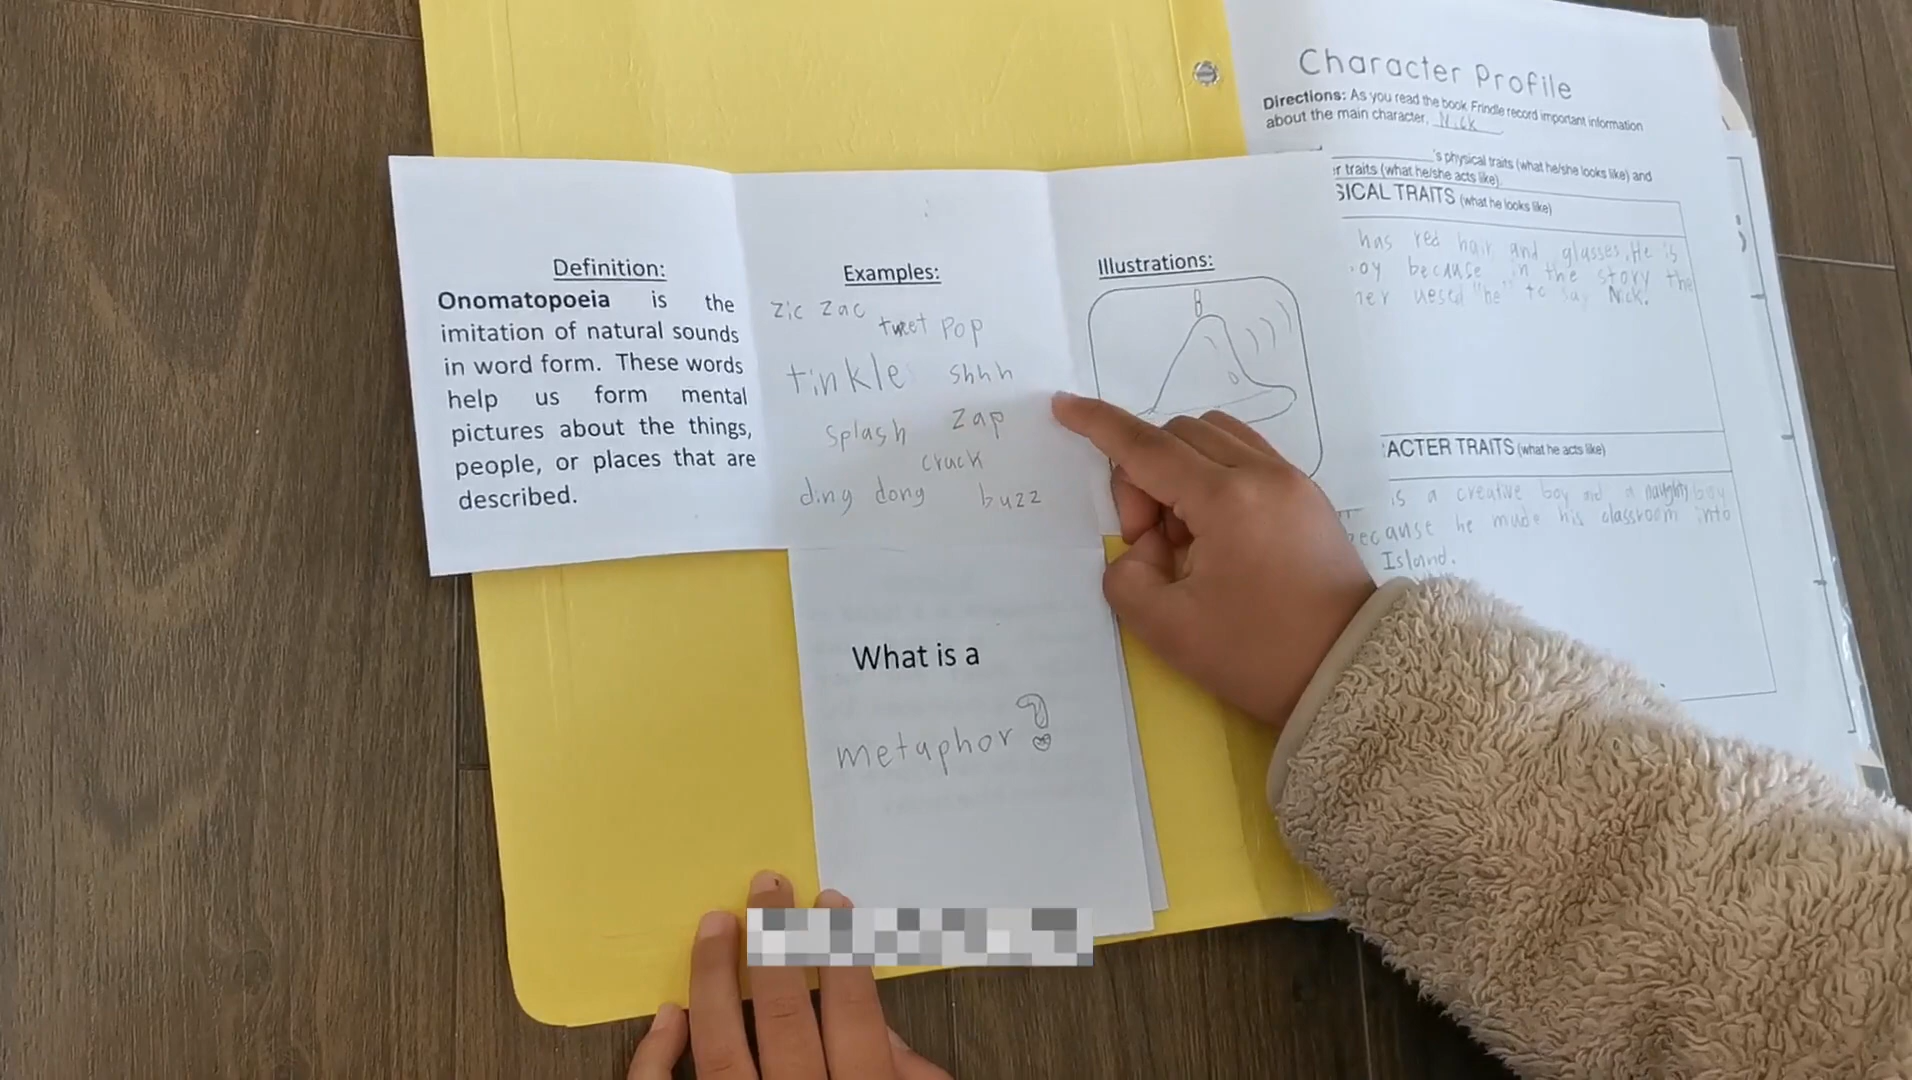 Definition:
Onomatopoeia is the
imitation of natural sounds
in word form. These words
help us form mental
pictures about the things,
people, or places that are
described.
Examples:
zic zac
tweet pop
tinkle shhh
splash zap
crack
ding dong buzz
Illustrations:
What is a
metaphor?
Character Profile
Directions: As you read the book Frindle record important information
about the main character, Nick
's physical traits (what he/she looks like) and
r traits (what he/she acts like).
SICAL TRAITS (what he looks like)
has red hair and glasses. He is
oy because in the story the
her uesed "he" to say Nick.
ACTER TRAITS (what he acts like)
is a creative boy and a naughty boy
because he made his classroom into
Island.